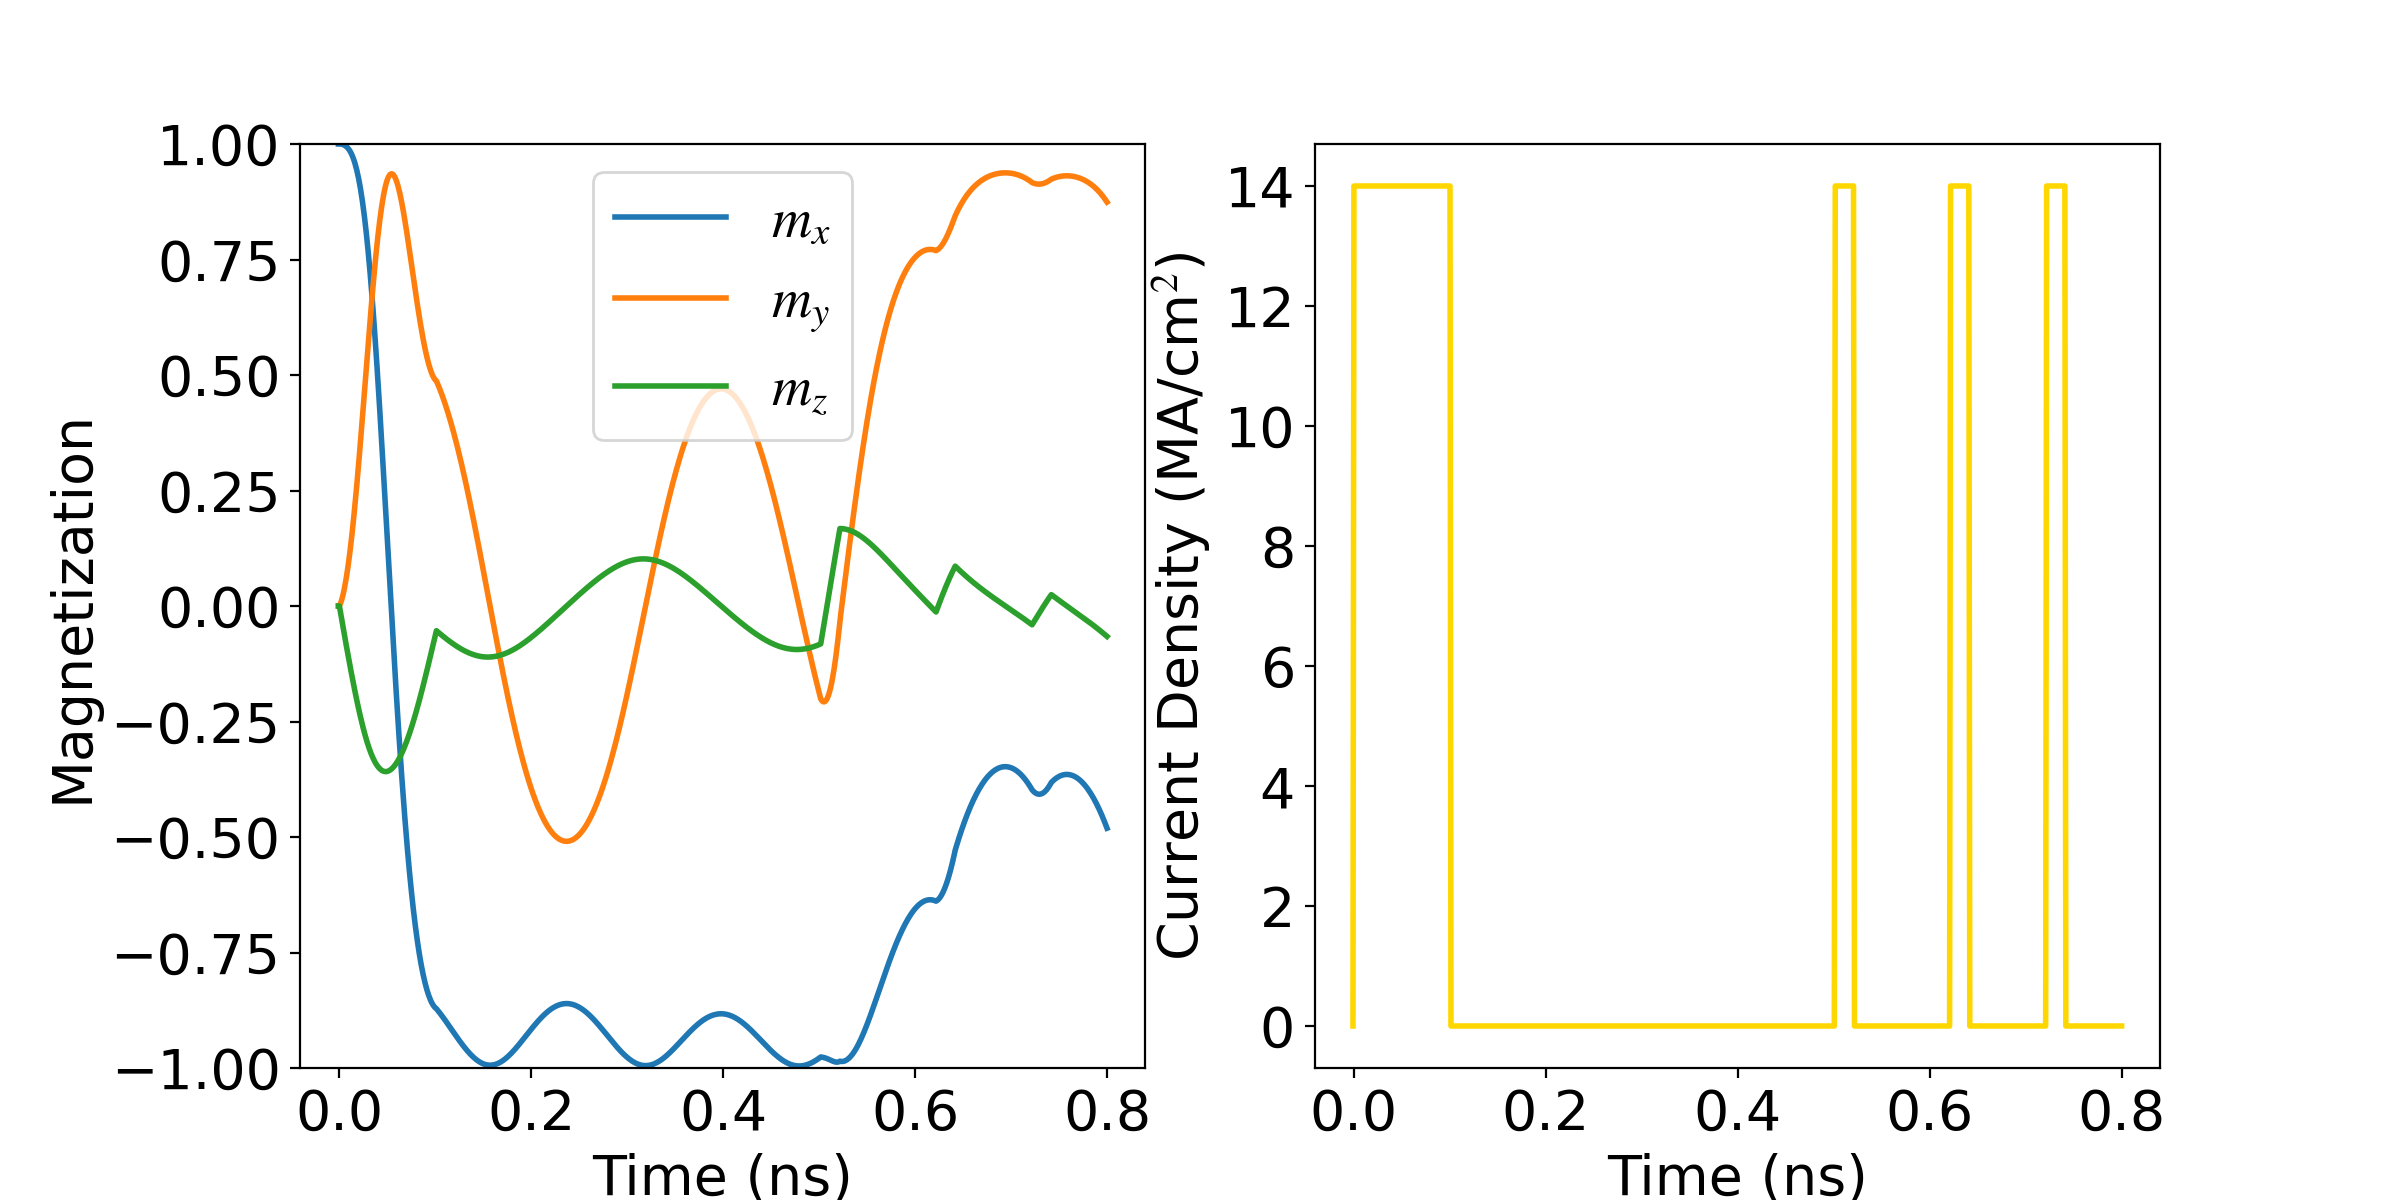 Magnetization
1.00
0.75
0.50
0.25
0.00
−0.25
−0.50
−0.75
−1.00
0.0 0.2 0.4 0.6 0.8
Time (ns)
m_x
m_y
m_z
Current Density (MA/cm²)
14
12
10
8
6
4
2
0
0.0 0.2 0.4 0.6 0.8
Time (ns)